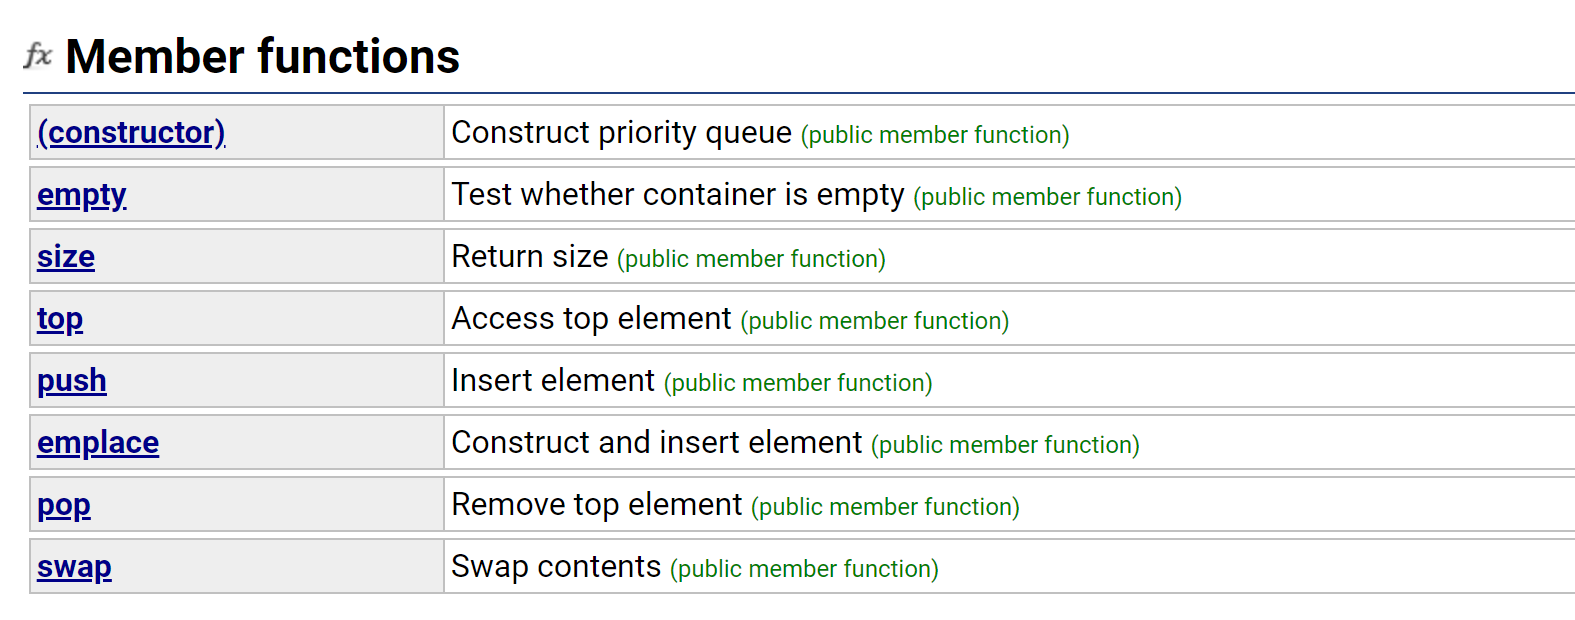 fx Member functions
(constructor) Construct priority queue (public member function)
empty Test whether container is empty (public member function)
size Return size (public member function)
top Access top element (public member function)
push Insert element (public member function)
emplace Construct and insert element (public member function)
pop Remove top element (public member function)
swap Swap contents (public member function)